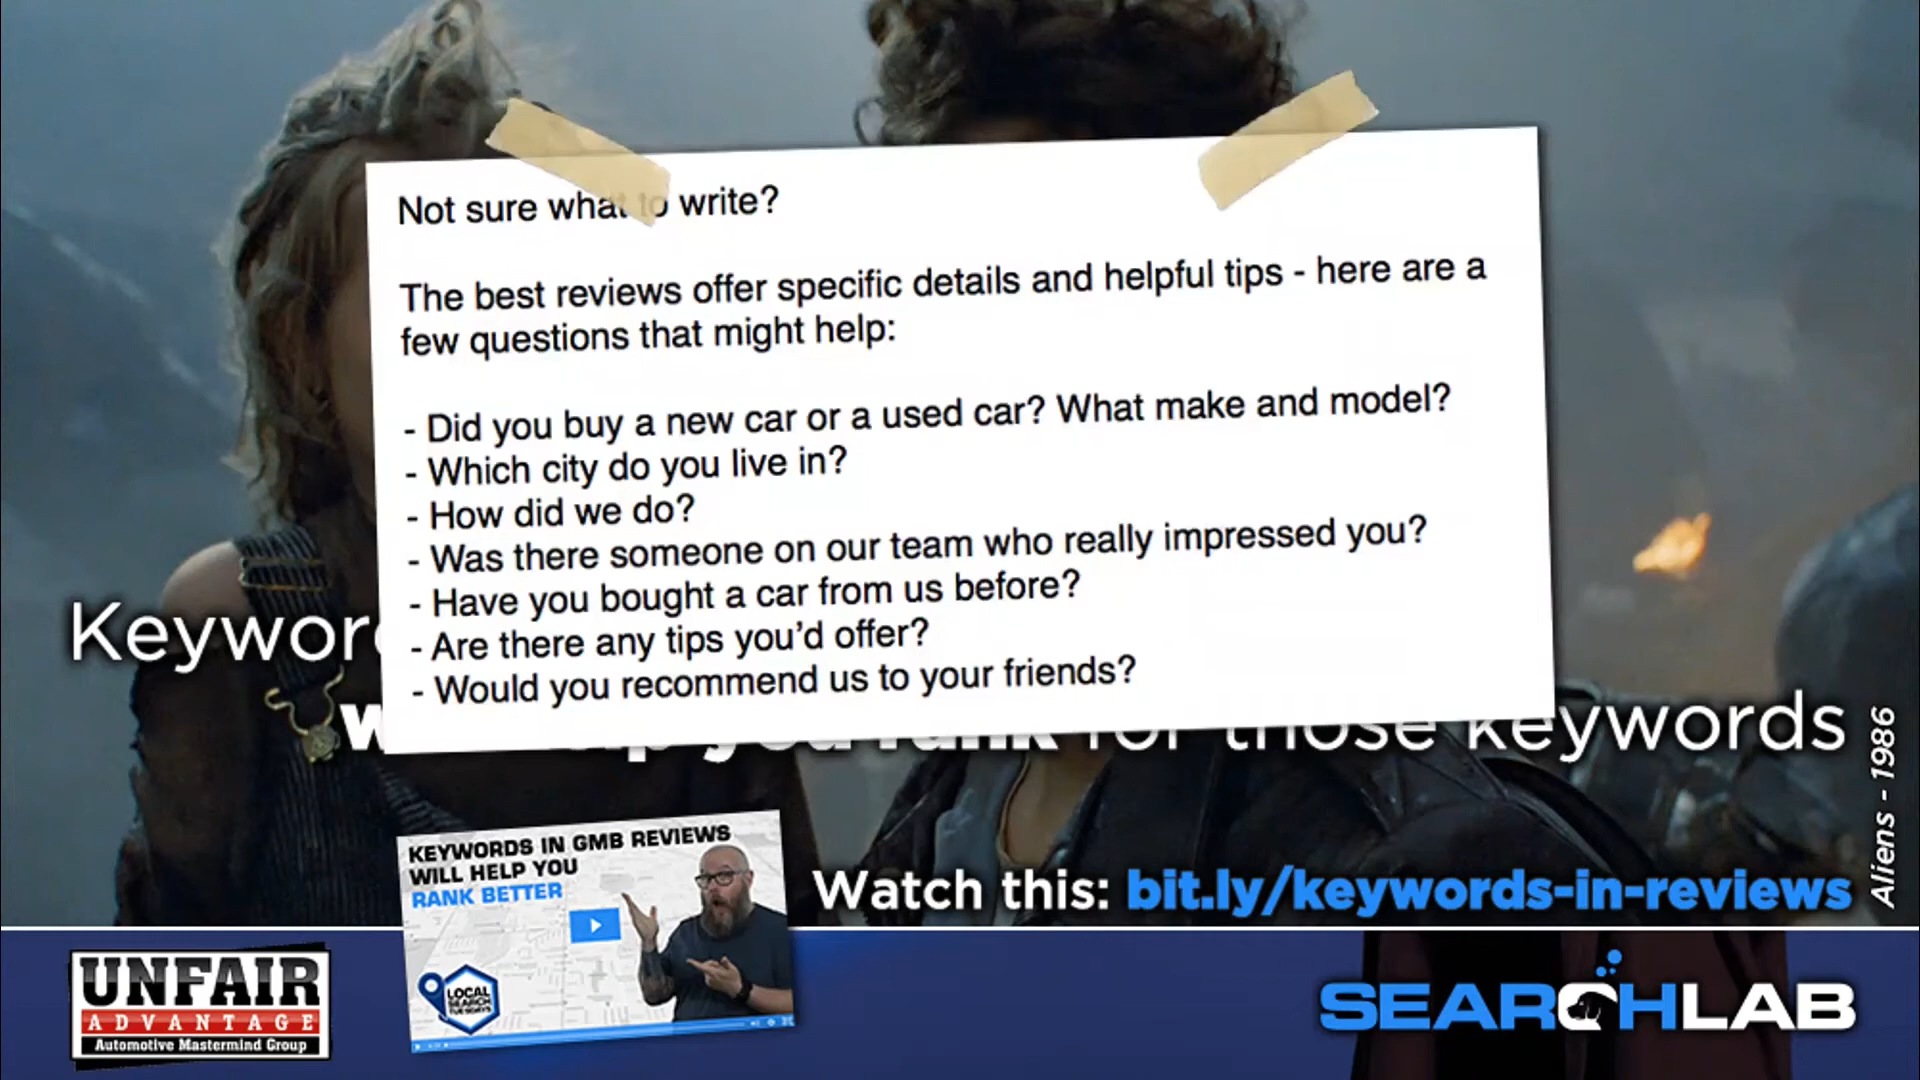 Not sure what to write?
The best reviews offer specific details and helpful tips - here are a
few questions that might help:
- Did you buy a new car or a used car? What make and model?
- Which city do you live in?
- How did we do?
- Was there someone on our team who really impressed you?
- Have you bought a car from us before?
- Are there any tips you'd offer?
- Would you recommend us to your friends?
rank for those keywords
Aliens - 1986
KEYWORDS IN GMB REVIEWS
WILL HELP YOU
RANK BETTER
LOCAL
SEARCH
TUESDAYS
Watch this: bit.ly/keywords-in-reviews
UNFAIR
ADVANTAGE
Automotive Mastermind Group
SEARCHLAB